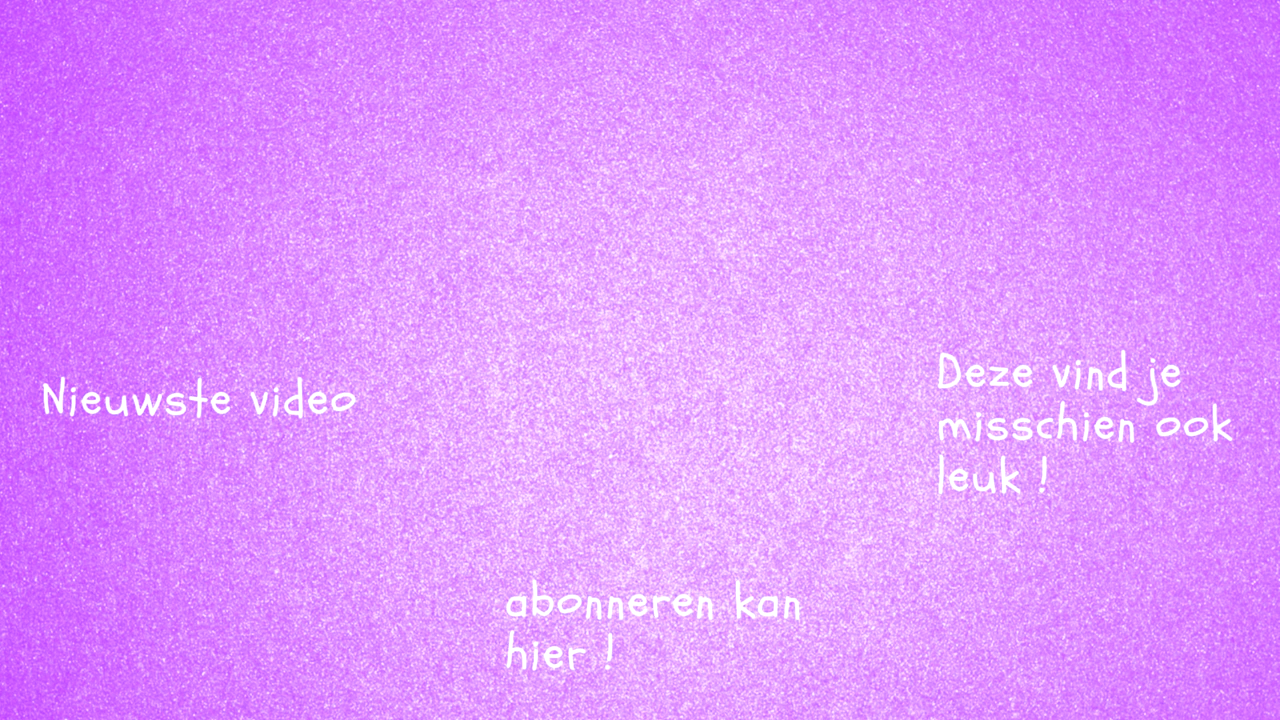 Nieuwste video
Deze vind je
misschien ook
leuk !
abonneren kan
hier !